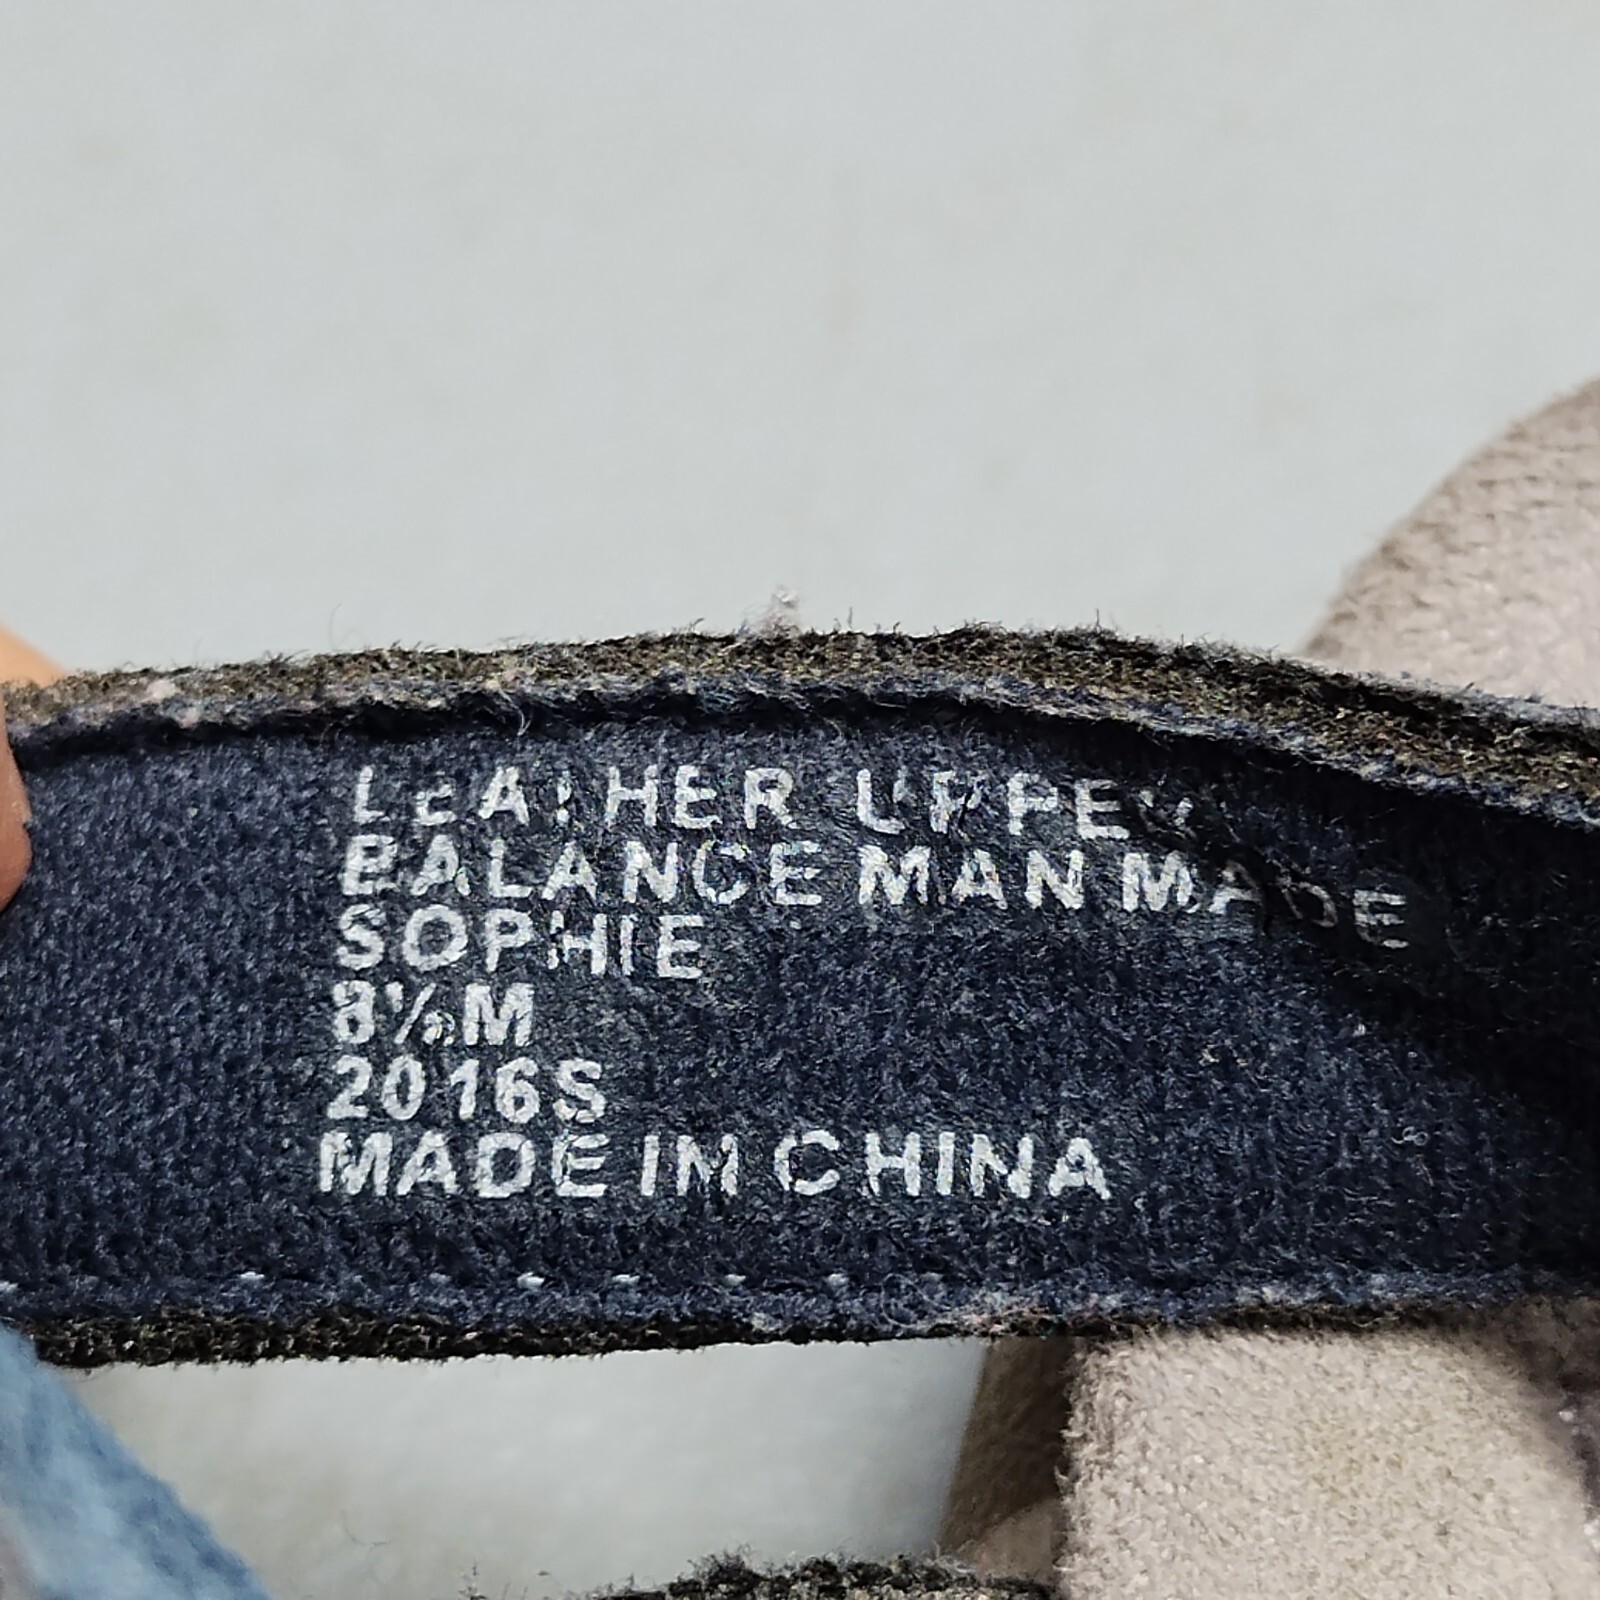 LEATHER UPPER
BALANCE MAN MADE
SOPHIE
8½M
2016S
MADE IN CHINA